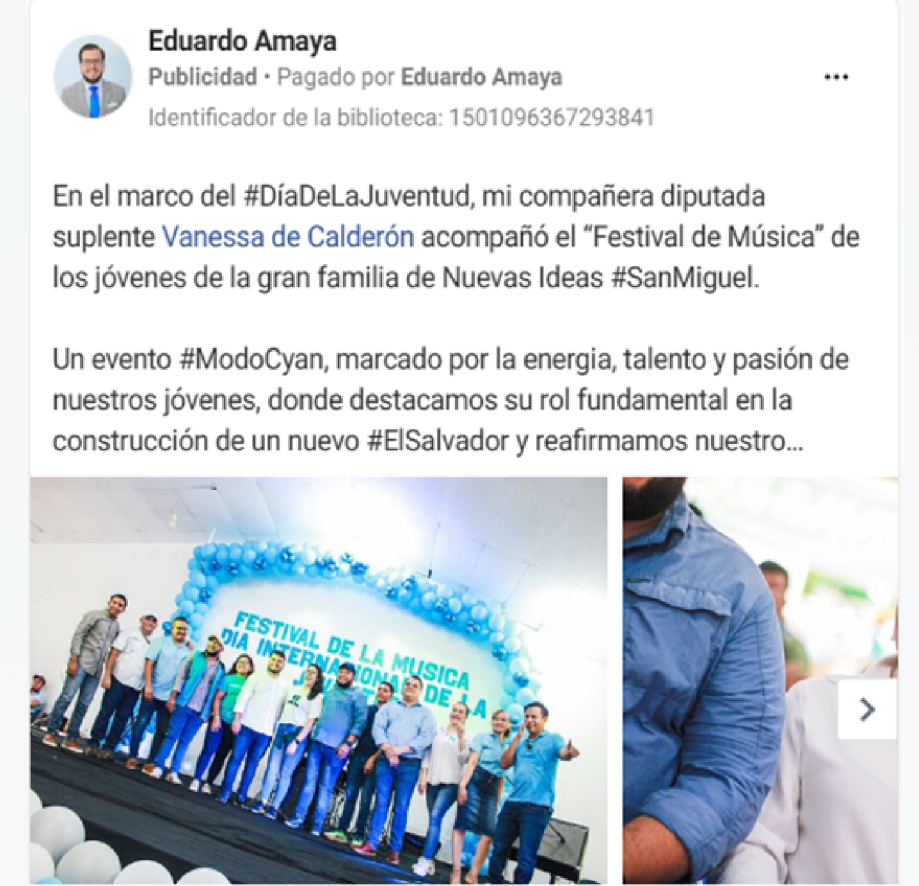 Eduardo Amaya
Publicidad • Pagado por Eduardo Amaya
Identificador de la biblioteca: 1501096367293841
En el marco del #DíaDeLaJuventud, mi compañera diputada
suplente Vanessa de Calderón acompañó el “Festival de Música” de
los jóvenes de la gran familia de Nuevas Ideas #SanMiguel.
Un evento #ModoCyan, marcado por la energia, talento y pasión de
nuestros jóvenes, donde destacamos su rol fundamental en la
construcción de un nuevo #ElSalvador y reafirmamos nuestro...
FESTIVAL DE LA MUSICA
DIA INTERNACIONAL DE LA